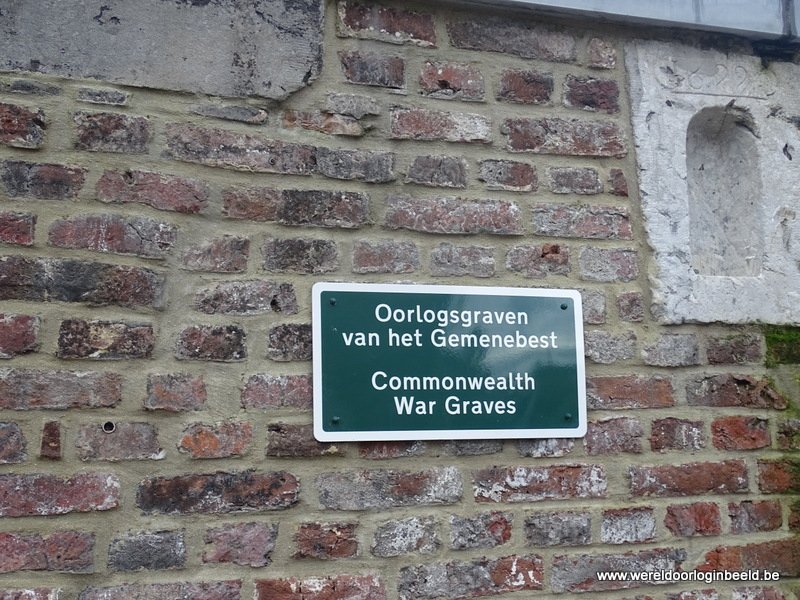 Oorlogsgraven
van het Gemenebest
Commonwealth
War Graves
www.wereldoorloginbeeld.be